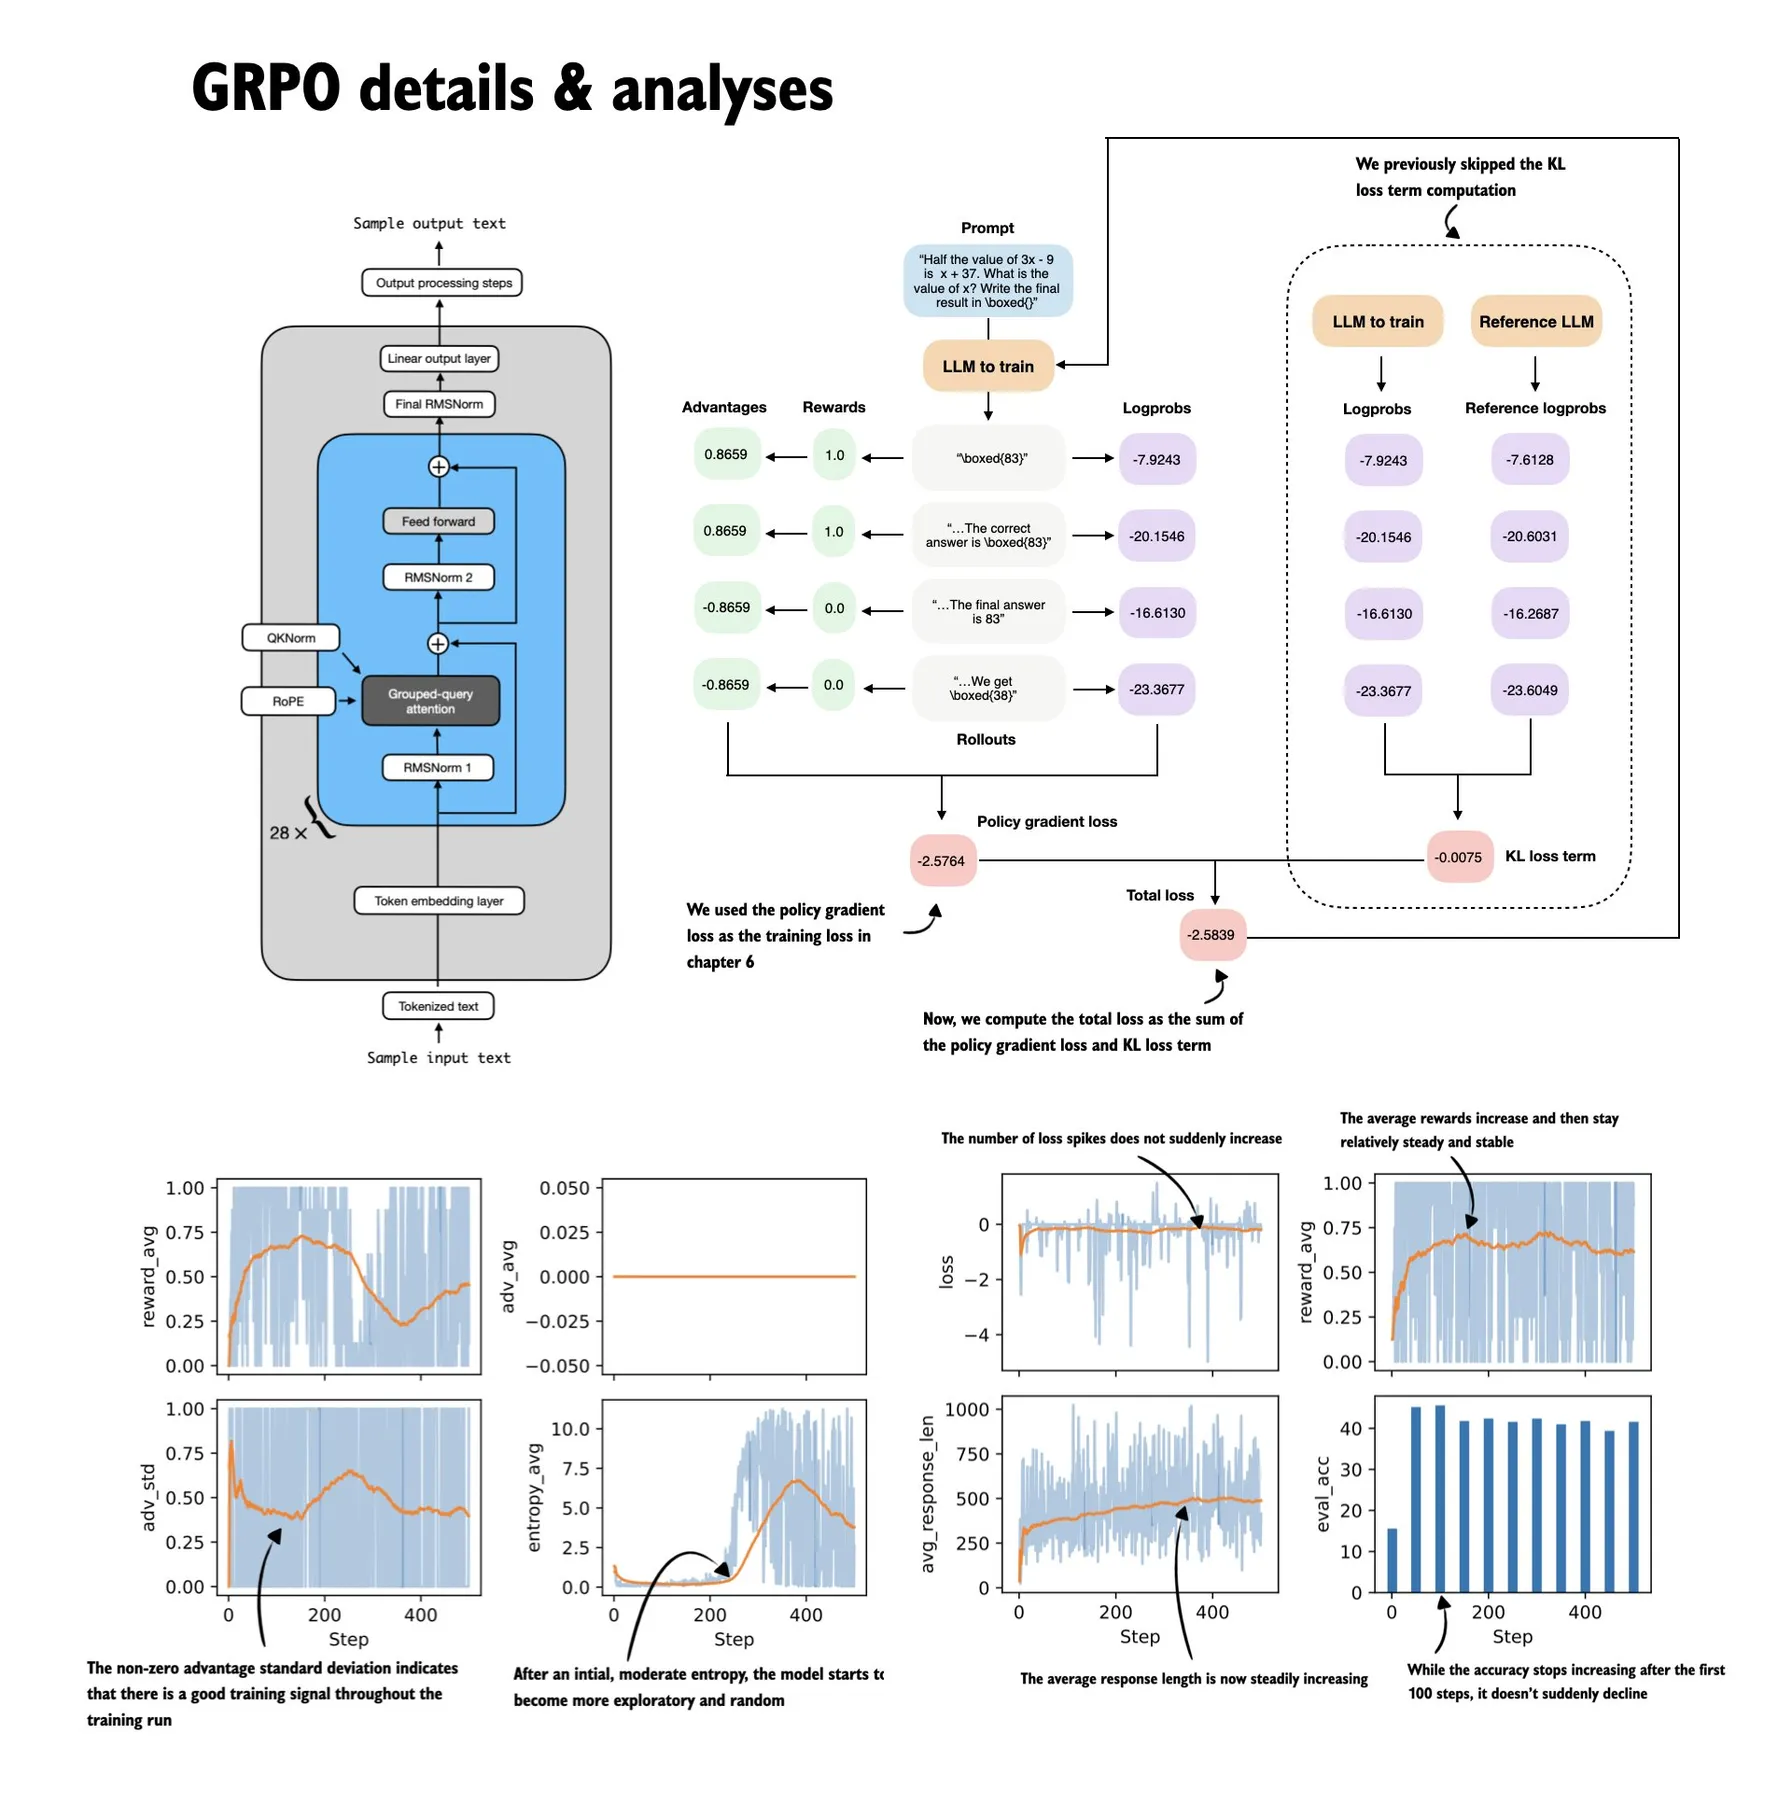 GRPO details & analyses
Sample output text
Output processing steps
Linear output layer
Final RMSNorm
Feed forward
RMSNorm 2
QKNorm
RoPE
Grouped-query
attention
RMSNorm 1
28 ×
Token embedding layer
Tokenized text
Sample input text
We previously skipped the KL
loss term computation
Prompt
“Half the value of 3x - 9
is x + 37. What is the
value of x? Write the final
result in \boxed{}”
LLM to train
Advantages
Rewards
Logprobs
0.8659
1.0
“\boxed{83}”
-7.9243
0.8659
1.0
“...The correct
answer is \boxed{83}”
-20.1546
-0.8659
0.0
“...The final answer
is 83”
-16.6130
-0.8659
0.0
“...We get
\boxed{38}”
-23.3677
Rollouts
LLM to train
Reference LLM
Logprobs
Reference logprobs
-7.9243
-7.6128
-20.1546
-20.6031
-16.6130
-16.2687
-23.3677
-23.6049
Policy gradient loss
-2.5764
-0.0075
KL loss term
Total loss
-2.5839
We used the policy gradient
loss as the training loss in
chapter 6
Now, we compute the total loss as the sum of
the policy gradient loss and KL loss term
reward_avg
1.00
0.75
0.50
0.25
0.00
adv_avg
0.050
0.025
0.000
−0.025
−0.050
adv_std
1.00
0.75
0.50
0.25
0.00
0
200
400
Step
entropy_avg
10.0
7.5
5.0
2.5
0.0
0
200
400
Step
The non-zero advantage standard deviation indicates
that there is a good training signal throughout the
training run
After an intial, moderate entropy, the model starts to
become more exploratory and random
The number of loss spikes does not suddenly increase
The average rewards increase and then stay
relatively steady and stable
loss
0
−2
−4
reward_avg
1.00
0.75
0.50
0.25
0.00
avg_response_len
1000
750
500
250
0
0
200
400
Step
eval_acc
40
30
20
10
0
0
200
400
Step
The average response length is now steadily increasing
While the accuracy stops increasing after the first
100 steps, it doesn’t suddenly decline